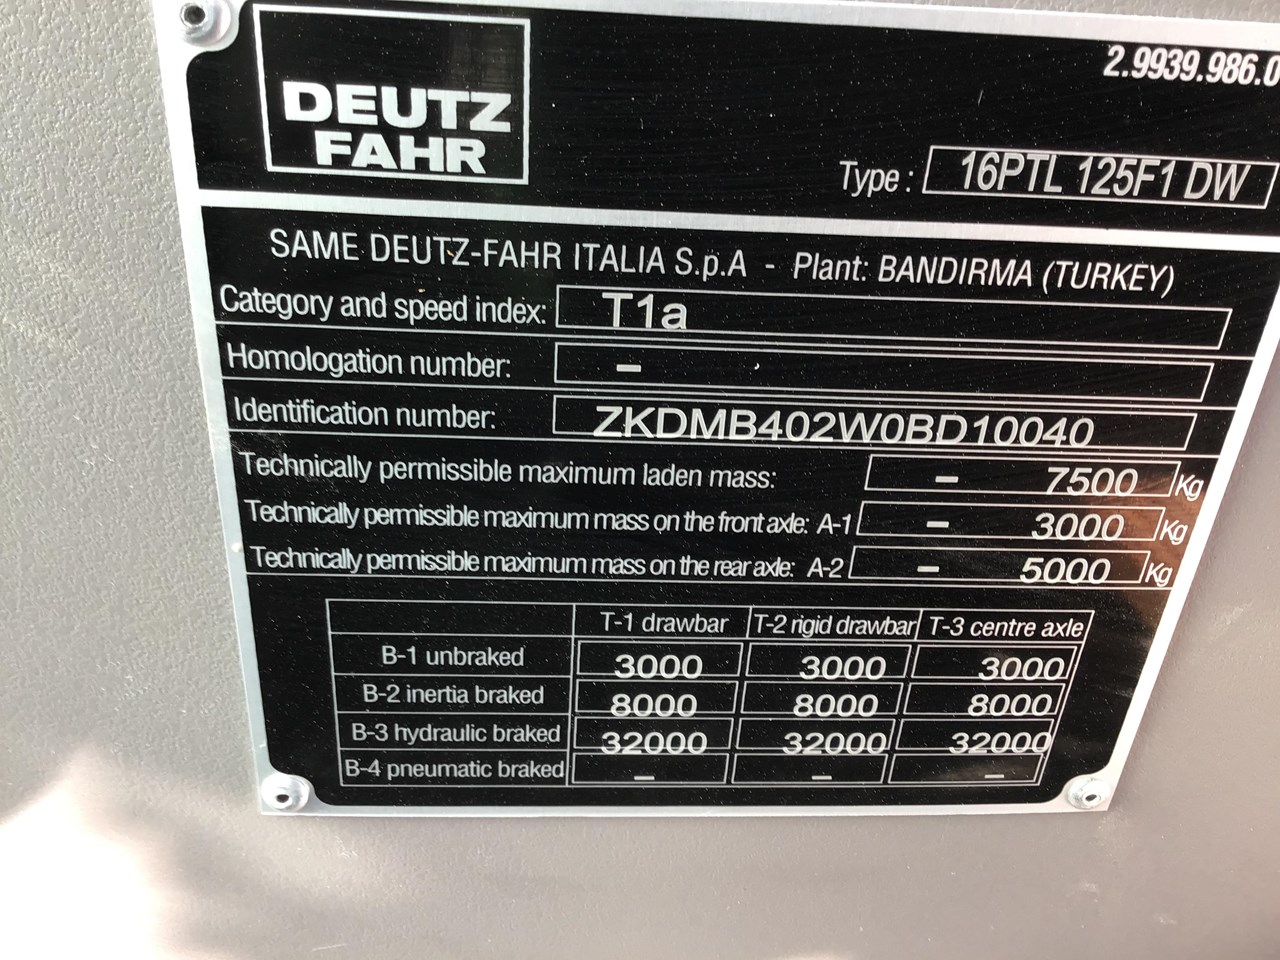 DEUTZ
FAHR
2.9939.986.0
Type : 16PTL 125F1 DW
SAME DEUTZ-FAHR ITALIA S.p.A - Plant: BANDIRMA (TURKEY)
Category and speed index: T1a
Homologation number: –
Identification number: ZKDMB402W0BD10040
Technically permissible maximum laden mass: – 7500 Kg
Technically permissible maximum mass on the front axle: A-1 – 3000 Kg
Technically permissible maximum mass on the rear axle: A-2 – 5000 Kg
T-1 drawbar T-2 rigid drawbar T-3 centre axle
B-1 unbraked 3000 3000 3000
B-2 inertia braked 8000 8000 8000
B-3 hydraulic braked 32000 32000 32000
B-4 pneumatic braked – – –